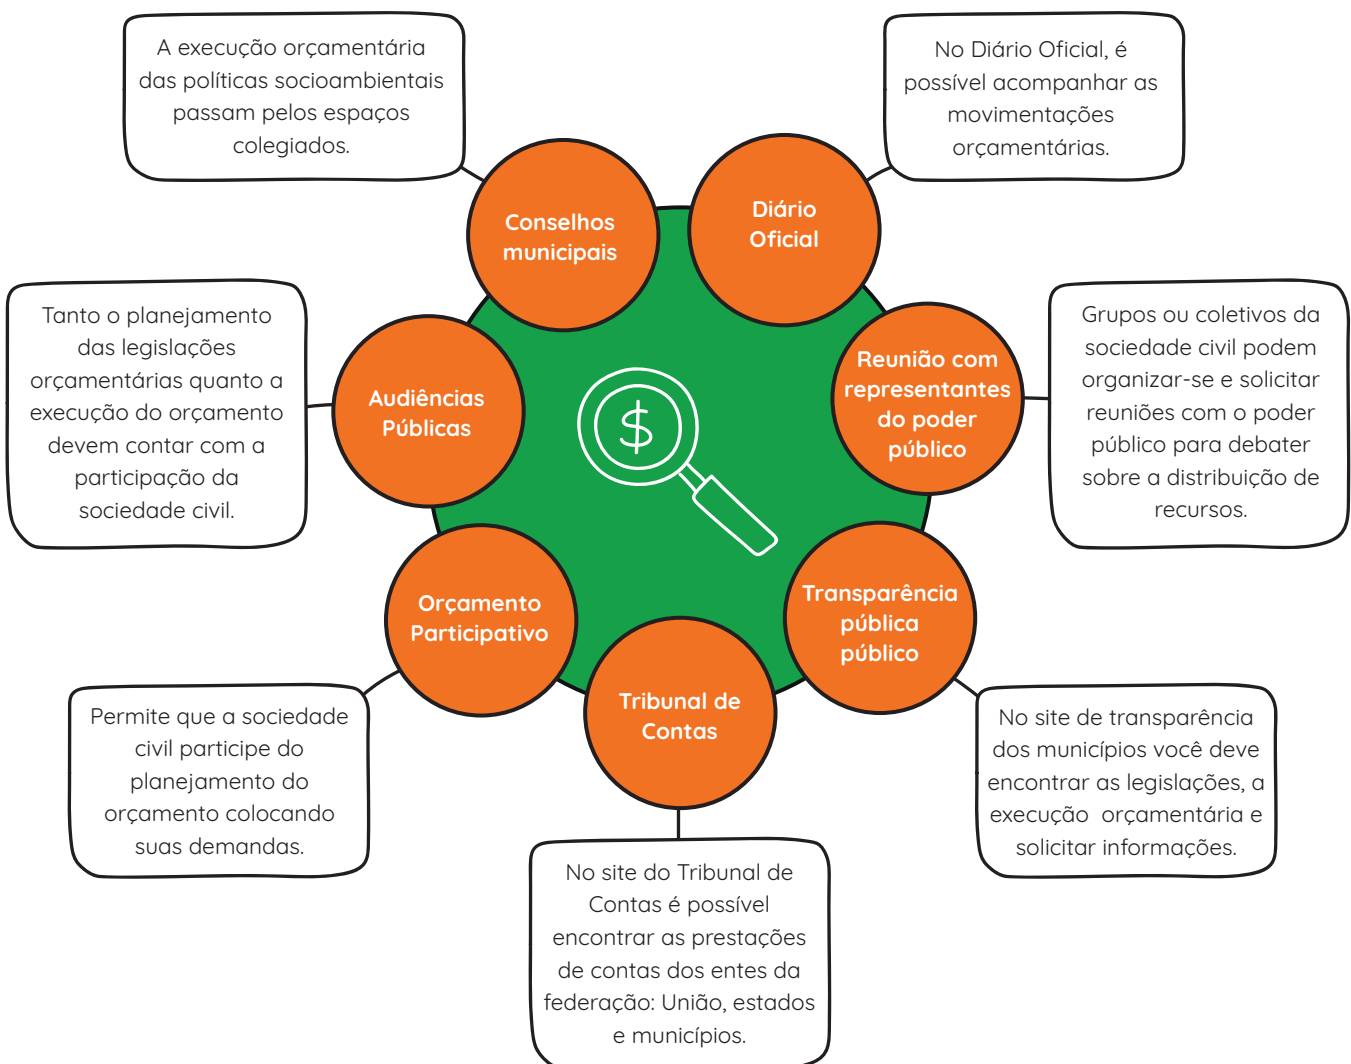 A execução orçamentária
das políticas socioambientais
passam pelos espaços
colegiados.
No Diário Oficial, é
possível acompanhar as
movimentações
orçamentárias.
Conselhos
municipais
Diário
Oficial
Tanto o planejamento
das legislações
orçamentárias quanto a
execução do orçamento
devem contar com a
participação da
sociedade civil.
Audiências
Públicas
$
Reunião com
representantes
do poder
público
Grupos ou coletivos da
sociedade civil podem
organizar-se e solicitar
reuniões com o poder
público para debater
sobre a distribuição de
recursos.
Orçamento
Participativo
Transparência
pública
público
Tribunal de
Contas
Permite que a sociedade
civil participe do
planejamento do
orçamento colocando
suas demandas.
No site de transparência
dos municípios você deve
encontrar as legislações, a
execução  orçamentária e
solicitar informações.
No site do Tribunal de
Contas é possível
encontrar as prestações
de contas dos entes da
federação: União, estados
e municípios.